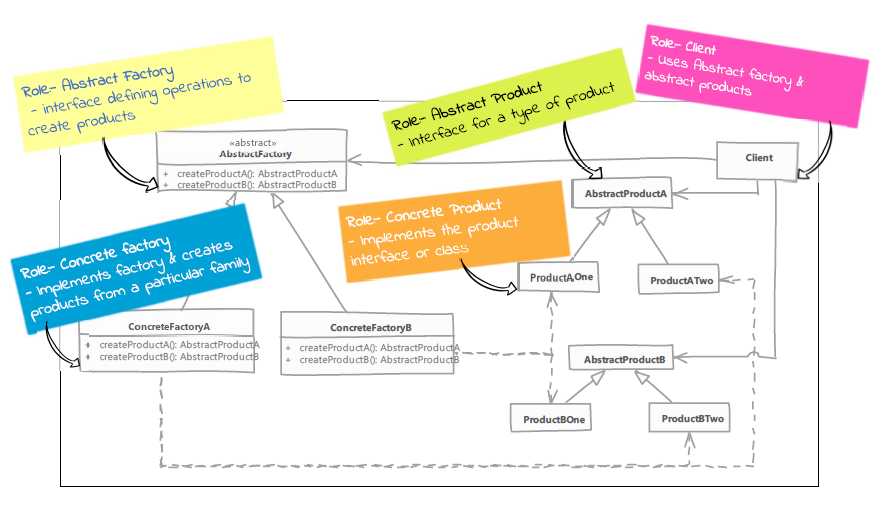 Role- Abstract Factory
- interface defining operations to
create products
Role- Abstract Product
- Interface for a type of product
Role- Client
- Uses Abstract factory &
abstract products
«abstract»
AbstractFactory
+ createProductA(): AbstractProductA
+ createProductB(): AbstractProductB
Client
AbstractProductA
Role- Concrete Product
- Implements the product
interface or class
Role- Concrete factory
- Implements factory & creates
products from a particular family
ProductAOne
ProductATwo
ConcreteFactoryA
+ createProductA(): AbstractProductA
+ createProductB(): AbstractProductB
ConcreteFactoryB
+ createProductA(): AbstractProductA
+ createProductB(): AbstractProductB
AbstractProductB
ProductBOne
ProductBTwo